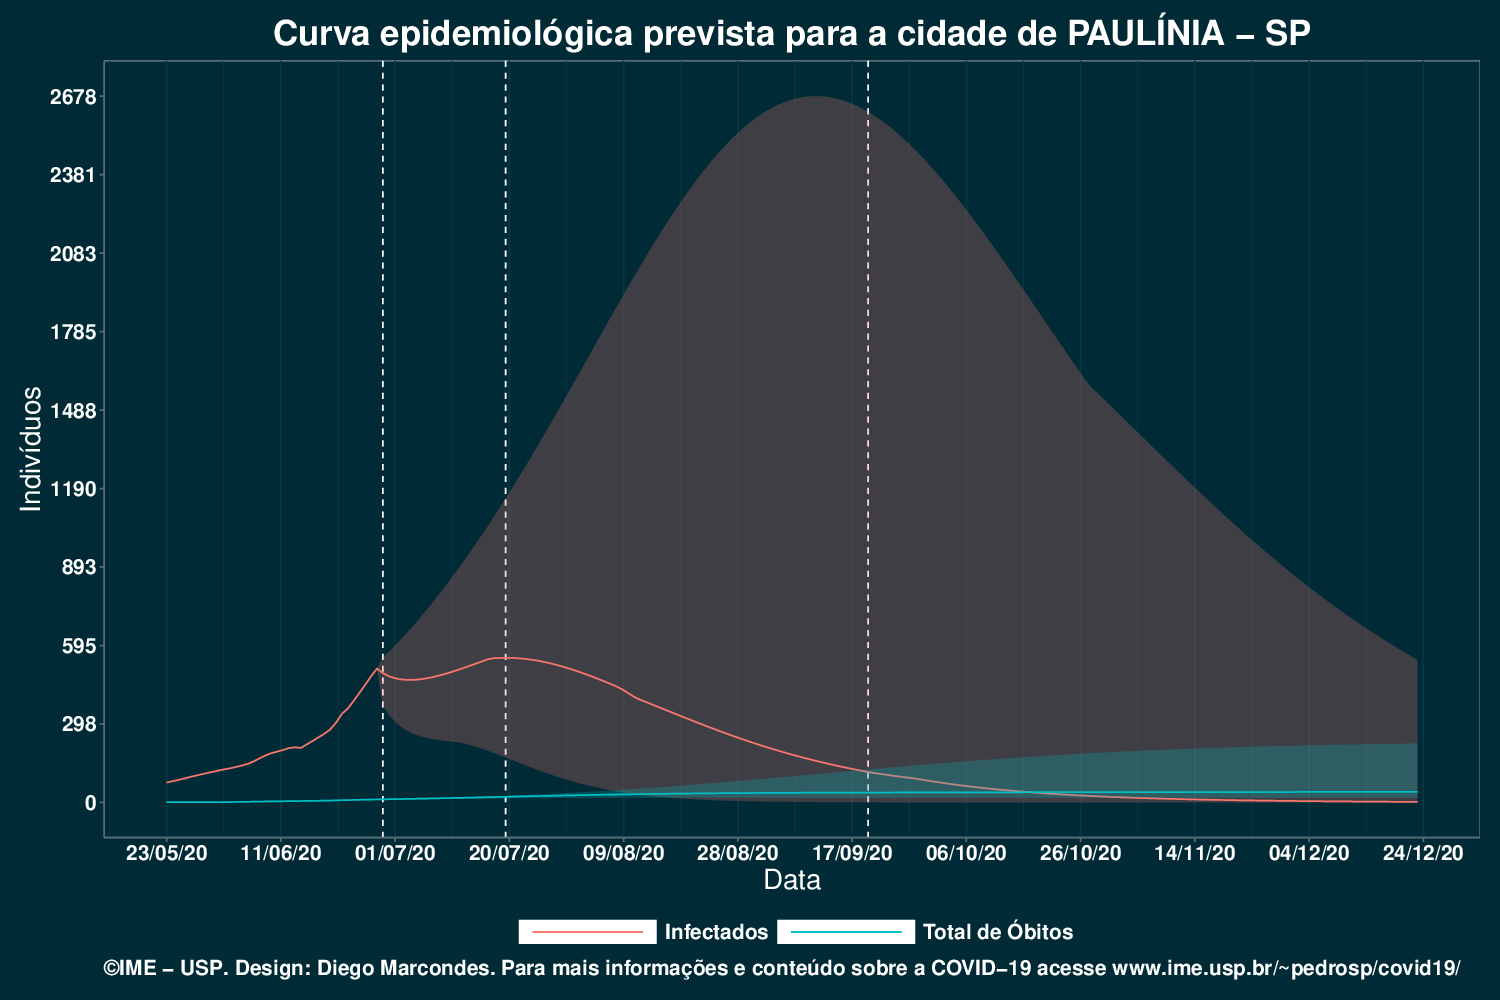 Curva epidemiológica prevista para a cidade de PAULÍNIA − SP
Indivíduos
2678
2381
2083
1785
1488
1190
893
595
298
0
23/05/20 11/06/20 01/07/20 20/07/20 09/08/20 28/08/20 17/09/20 06/10/20 26/10/20 14/11/20 04/12/20 24/12/20
Data
Infectados Total de Óbitos
©IME − USP. Design: Diego Marcondes. Para mais informações e conteúdo sobre a COVID−19 acesse www.ime.usp.br/~pedrosp/covid19/